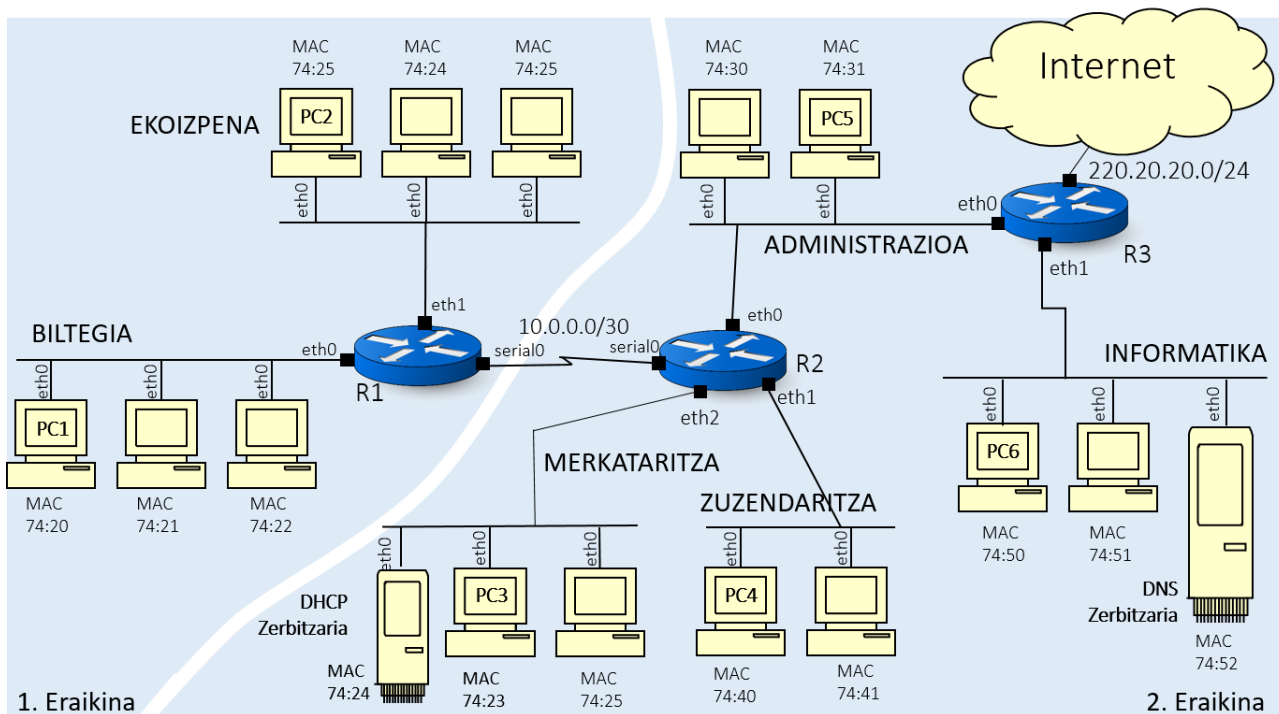 MAC
74:25
MAC
74:24
MAC
74:25
MAC
74:30
MAC
74:31
Internet
EKOIZPENA
PC2
PC5
220.20.20.0/24
eth0
eth0
eth0
eth0
eth0
eth0
ADMINISTRAZIOA
R3
eth1
eth1
BILTEGIA
10.0.0.0/30
eth0
eth0
serial0
serial0
R2
INFORMATIKA
R1
eth1
eth2
eth0
eth0
eth0
eth0
eth0
eth0
PC1
MERKATARITZA
PC6
ZUZENDARITZA
MAC
74:20
MAC
74:21
MAC
74:22
MAC
74:50
MAC
74:51
eth0
eth0
eth0
eth0
eth0
DHCP
Zerbitzaria
PC3
PC4
DNS
Zerbitzaria
MAC
74:24
MAC
74:23
MAC
74:25
MAC
74:40
MAC
74:41
MAC
74:52
1. Eraikina
2. Eraikina